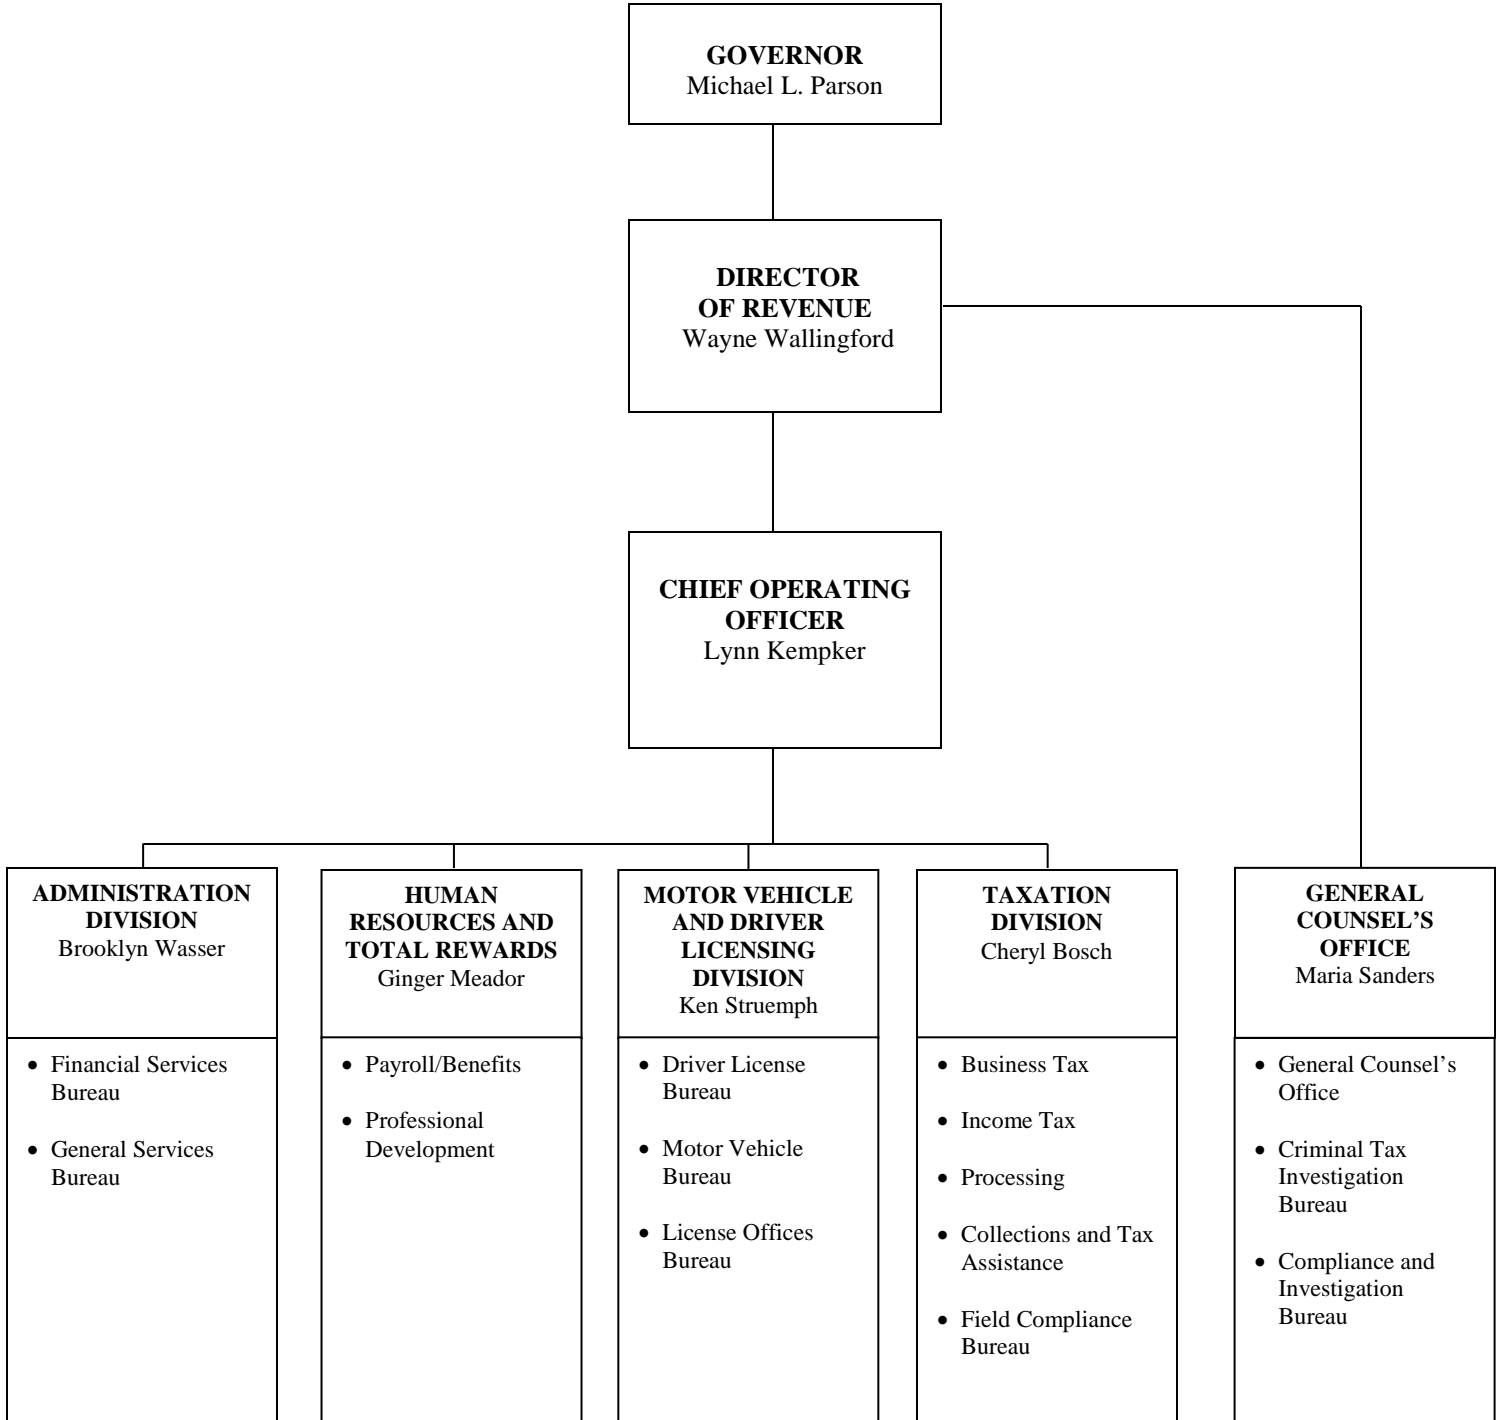 GOVERNOR
Michael L. Parson
DIRECTOR
OF REVENUE
Wayne Wallingford
CHIEF OPERATING
OFFICER
Lynn Kempker
ADMINISTRATION
DIVISION
Brooklyn Wasser
• Financial Services
Bureau
• General Services
Bureau
HUMAN
RESOURCES AND
TOTAL REWARDS
Ginger Meador
• Payroll/Benefits
• Professional
Development
MOTOR VEHICLE
AND DRIVER
LICENSING
DIVISION
Ken Struemph
• Driver License
Bureau
• Motor Vehicle
Bureau
• License Offices
Bureau
TAXATION
DIVISION
Cheryl Bosch
• Business Tax
• Income Tax
• Processing
• Collections and Tax
Assistance
• Field Compliance
Bureau
GENERAL
COUNSEL’S
OFFICE
Maria Sanders
• General Counsel’s
Office
• Criminal Tax
Investigation
Bureau
• Compliance and
Investigation
Bureau